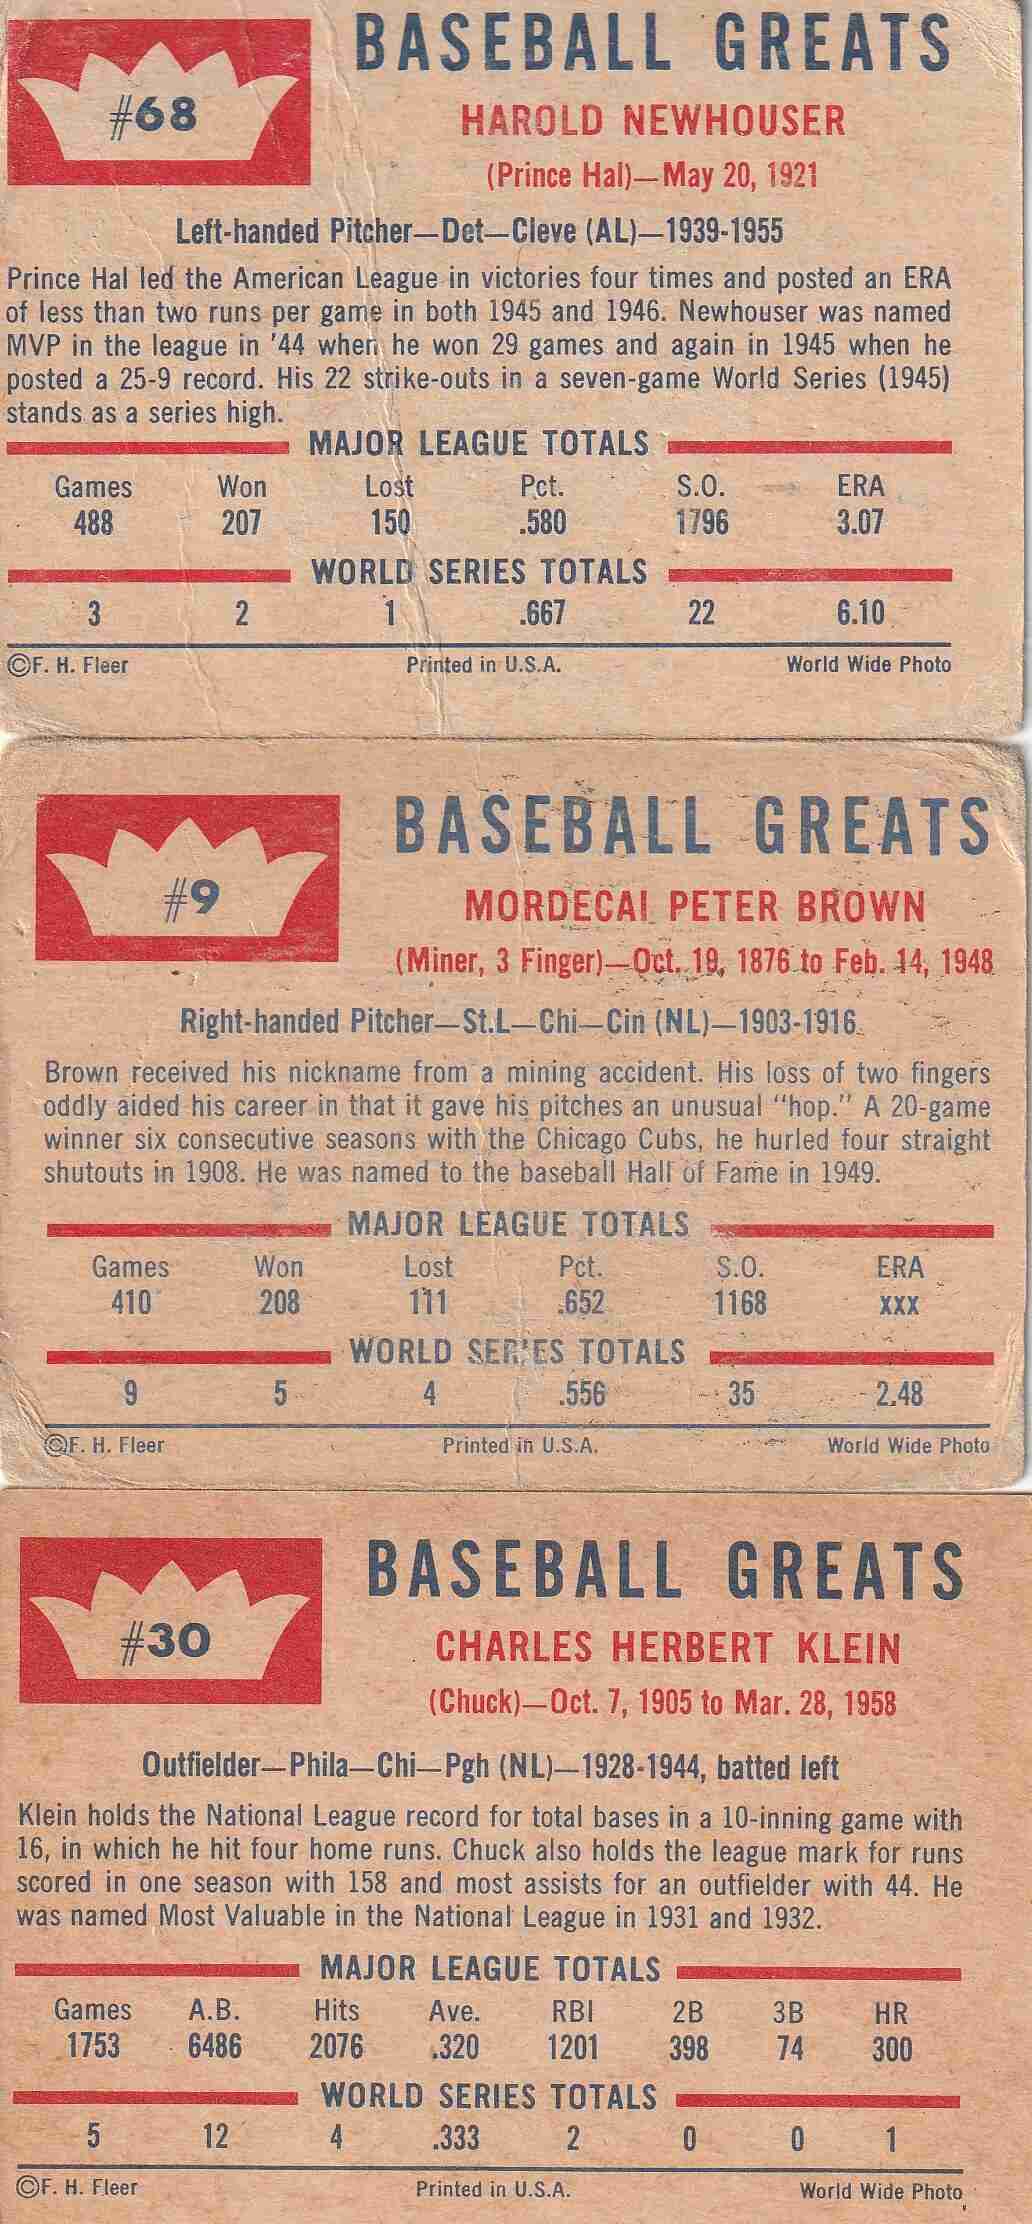 #68
BASEBALL GREATS
HAROLD NEWHOUSER
(Prince Hal)—May 20, 1921
Left-handed Pitcher—Det—Cleve (AL)—1939-1955
Prince Hal led the American League in victories four times and posted an ERA
of less than two runs per game in both 1945 and 1946. Newhouser was named
MVP in the league in '44 when he won 29 games and again in 1945 when he
posted a 25-9 record. His 22 strike-outs in a seven-game World Series (1945)
stands as a series high.
MAJOR LEAGUE TOTALS
Games Won Lost Pct. S.O. ERA
488 207 150 .580 1796 3.07
WORLD SERIES TOTALS
3 2 1 .667 22 6.10
©F. H. Fleer Printed in U.S.A. World Wide Photo
#9
BASEBALL GREATS
MORDECAI PETER BROWN
(Miner, 3 Finger)—Oct. 19, 1876 to Feb. 14, 1948
Right-handed Pitcher—St.L—Chi—Cin (NL)—1903-1916
Brown received his nickname from a mining accident. His loss of two fingers
oddly aided his career in that it gave his pitches an unusual "hop." A 20-game
winner six consecutive seasons with the Chicago Cubs, he hurled four straight
shutouts in 1908. He was named to the baseball Hall of Fame in 1949.
MAJOR LEAGUE TOTALS
Games Won Lost Pct. S.O. ERA
410 208 111 .652 1168 xxx
WORLD SERIES TOTALS
9 5 4 .556 35 2.48
©F. H. Fleer Printed in U.S.A. World Wide Photo
#30
BASEBALL GREATS
CHARLES HERBERT KLEIN
(Chuck)—Oct. 7, 1905 to Mar. 28, 1958
Outfielder—Phila—Chi—Pgh (NL)—1928-1944, batted left
Klein holds the National League record for total bases in a 10-inning game with
16, in which he hit four home runs. Chuck also holds the league mark for runs
scored in one season with 158 and most assists for an outfielder with 44. He
was named Most Valuable in the National League in 1931 and 1932.
MAJOR LEAGUE TOTALS
Games A.B. Hits Ave. RBI 2B 3B HR
1753 6486 2076 .320 1201 398 74 300
WORLD SERIES TOTALS
5 12 4 .333 2 0 0 1
©F. H. Fleer Printed in U.S.A. World Wide Photo